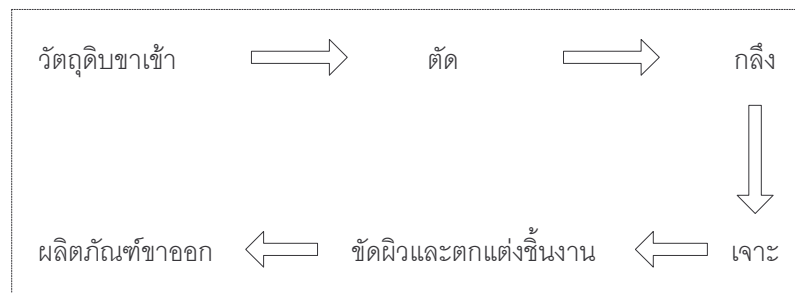 วัตถุดิบขาเข้า ตัด กลึง
ผลิตภัณฑ์ขาออก ขัดผิวและตกแต่งชิ้นงาน เจาะ